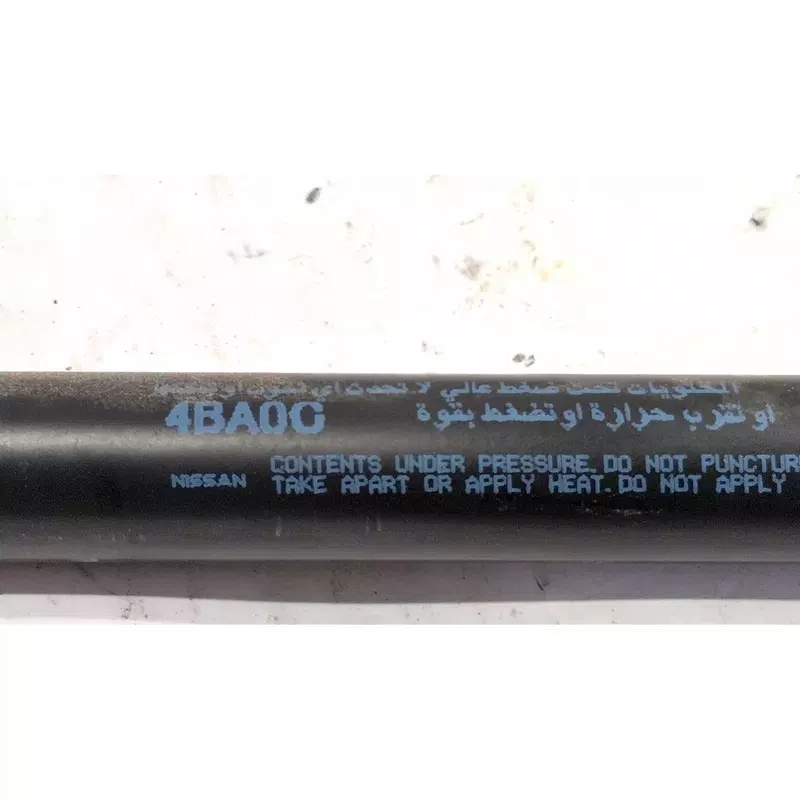 المحتويات تحت ضغط عالي لا تحدث اي
4BA0C
او تقرب حرارة او تضغط بقوة
NISSAN
CONTENTS UNDER PRESSURE. DO NOT PUNCTURE
TAKE APART OR APPLY HEAT. DO NOT APPLY